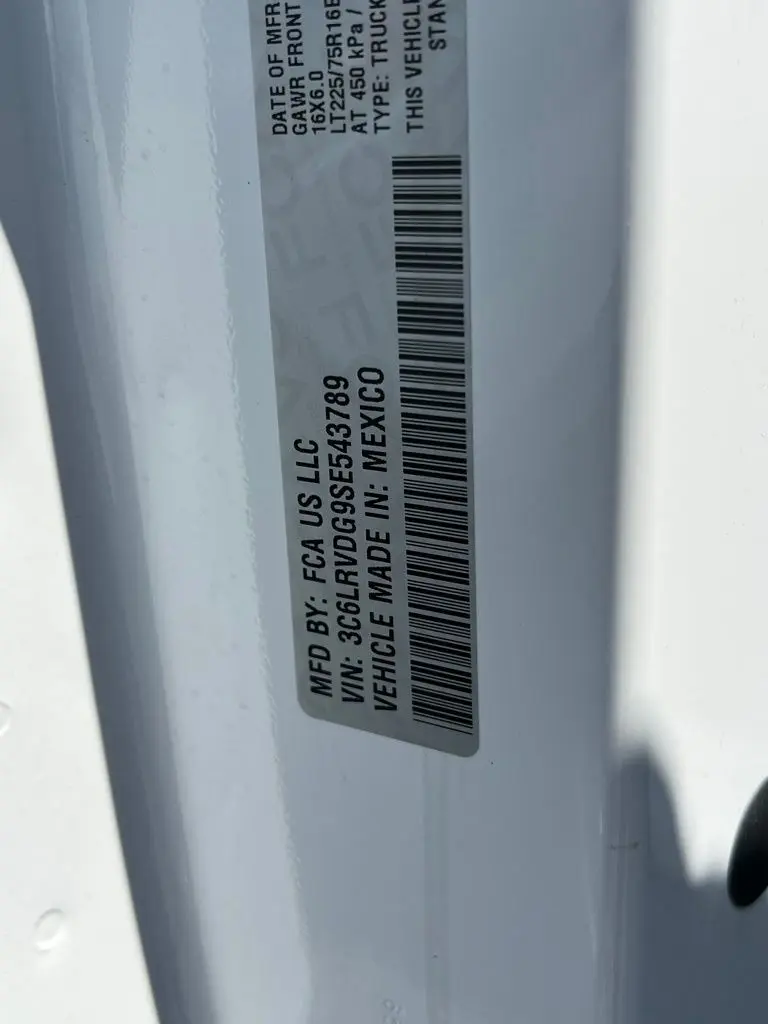 MFD BY: FCA US LLC
VIN: 3C6LRVDG9SE543789
VEHICLE MADE IN: MEXICO
DATE OF MFR
GAWR FRONT
16X6.0
LT225/75R16E
AT 450 kPa /
TYPE: TRUCK
THIS VEHICLE
STAN